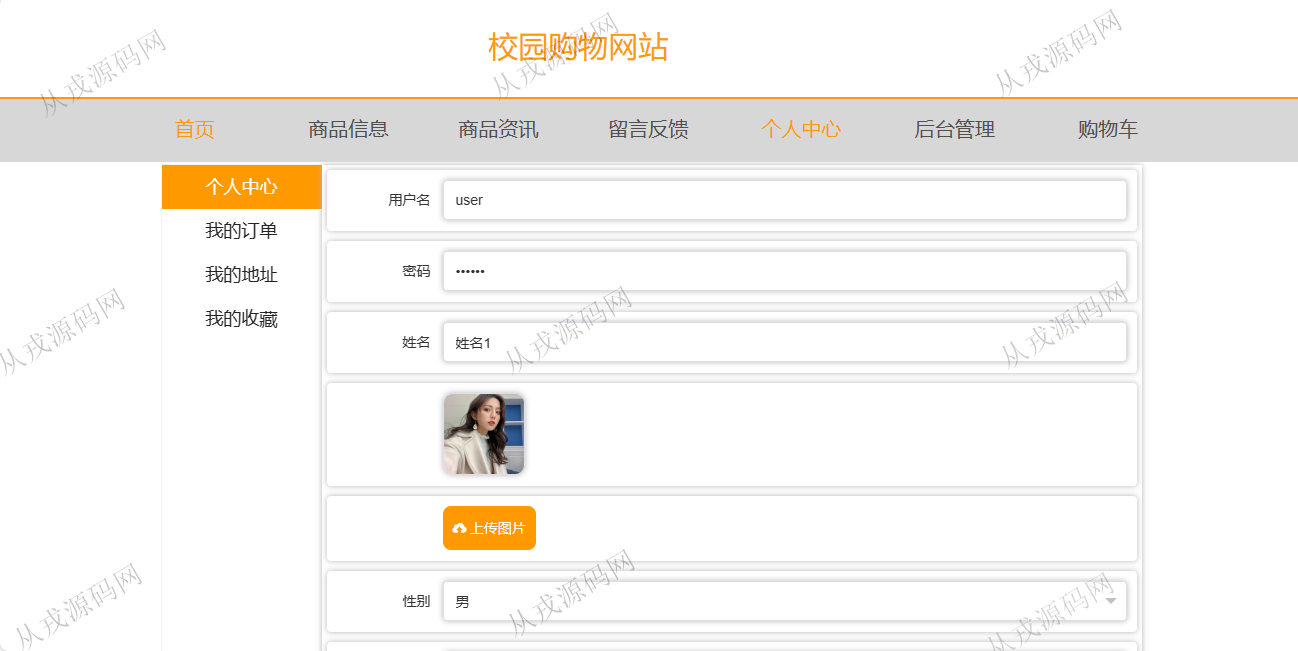 校园购物网站
从戎源码网
从戎源码网
从戎源码网
首页 商品信息 商品资讯 留言反馈 个人中心 后台管理 购物车
个人中心
我的订单
我的地址
我的收藏
用户名 user
密码 ••••••
姓名 姓名1
从戎源码网
从戎源码网
从戎源码网
上传图片
性别 男
从戎源码网
从戎源码网
从戎源码网